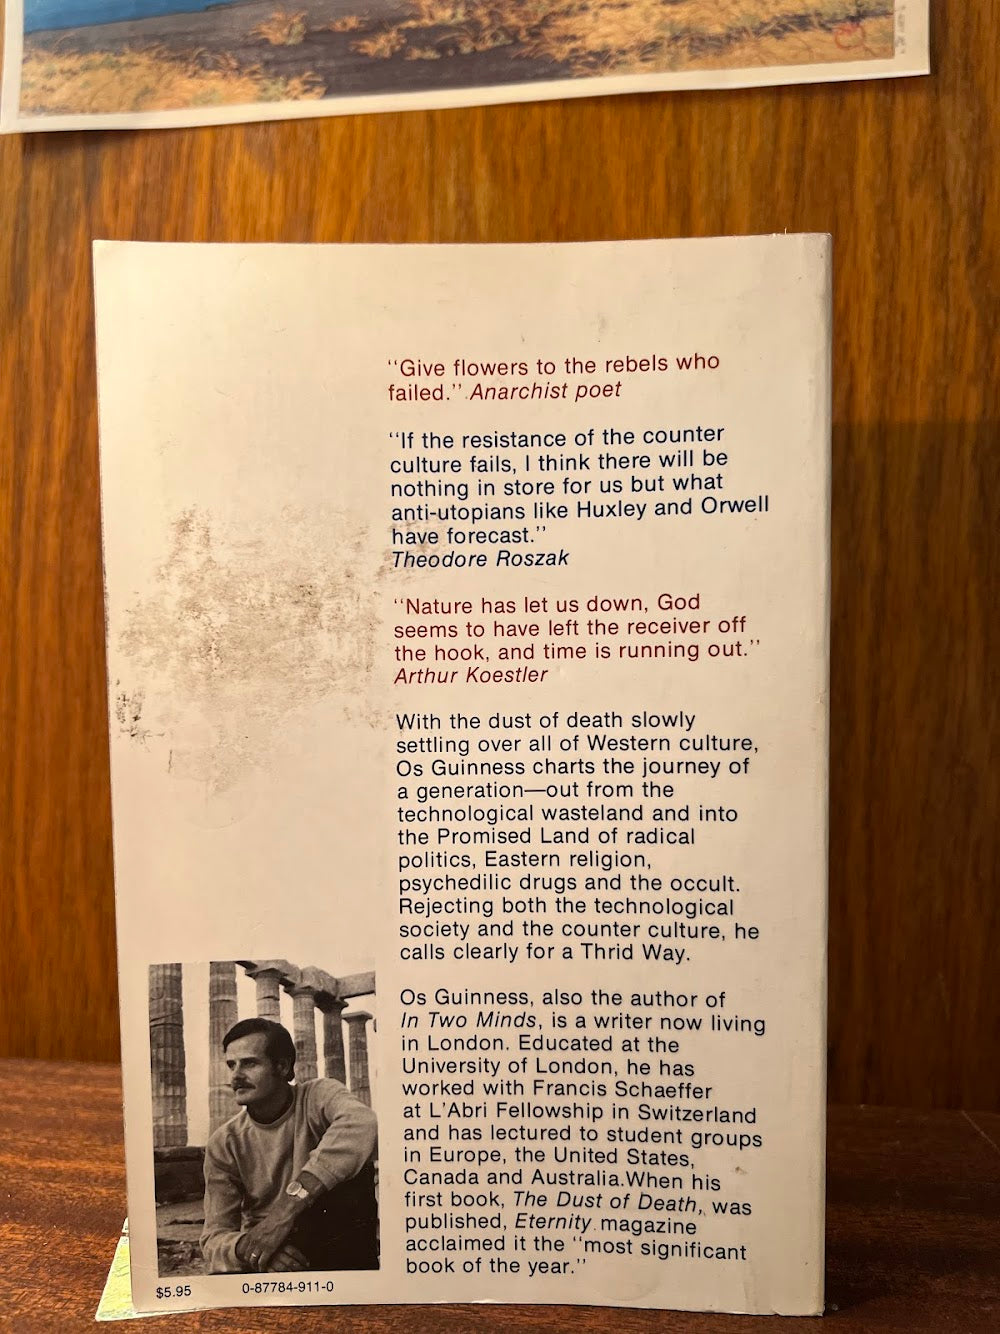 ‘‘Give flowers to the rebels who
failed.’’ Anarchist poet
‘‘If the resistance of the counter
culture fails, I think there will be
nothing in store for us but what
anti-utopians like Huxley and Orwell
have forecast.’’
Theodore Roszak
‘‘Nature has let us down, God
seems to have left the receiver off
the hook, and time is running out.’’
Arthur Koestler
With the dust of death slowly
settling over all of Western culture,
Os Guinness charts the journey of
a generation—out from the
technological wasteland and into
the Promised Land of radical
politics, Eastern religion,
psychedilic drugs and the occult.
Rejecting both the technological
society and the counter culture, he
calls clearly for a Thrid Way.
Os Guinness, also the author of
In Two Minds, is a writer now living
in London. Educated at the
University of London, he has
worked with Francis Schaeffer
at L’Abri Fellowship in Switzerland
and has lectured to student groups
in Europe, the United States,
Canada and Australia.When his
first book, The Dust of Death, was
published, Eternity magazine
acclaimed it the ‘‘most significant
book of the year.’’
$5.95
0-87784-911-0